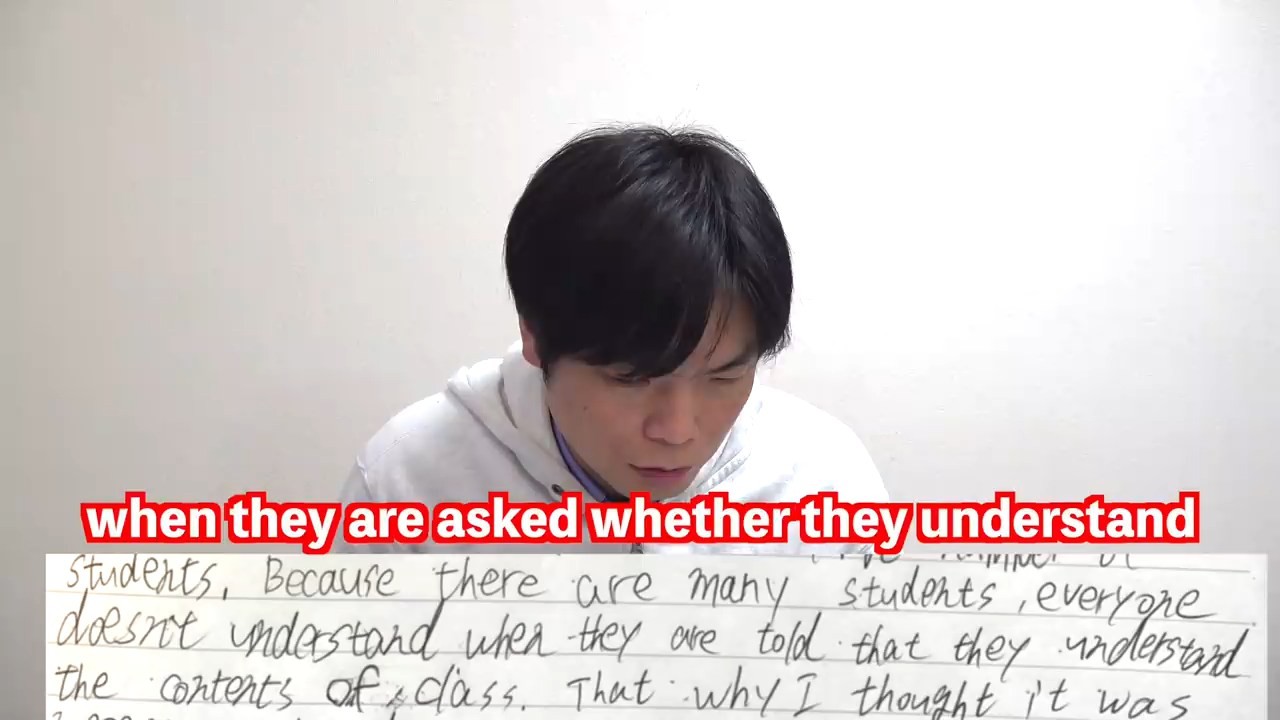 when they are asked whether they understand
students. Because there are many students, everyone
doesn't understand when they are told that they understand
the contents of class. That why I thought it was